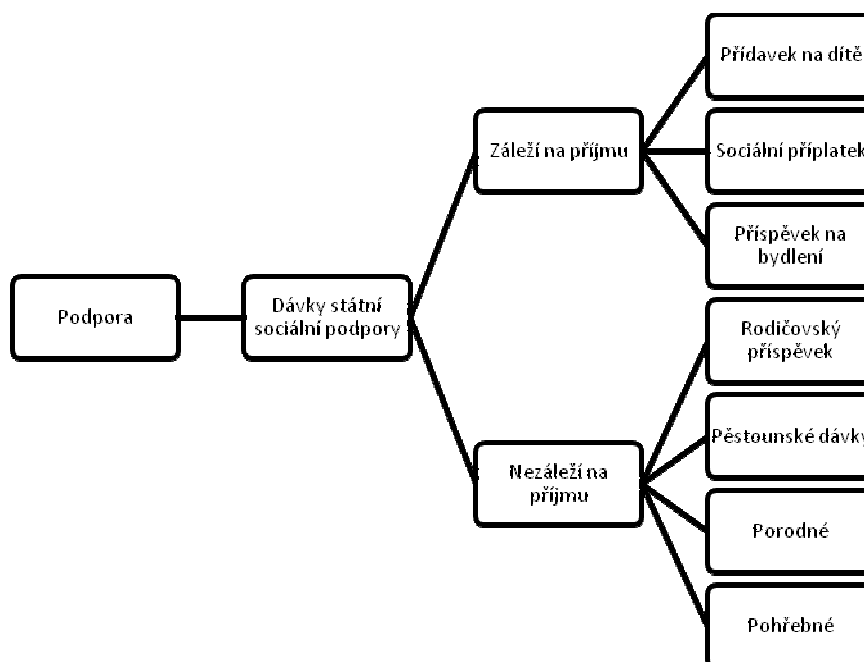 Podpora
Dávky státní
sociální podpory
Záleží na příjmu
Nezáleží na
příjmu
Přídavek na dítě
Sociální příplatek
Příspěvek na
bydlení
Rodičovský
příspěvek
Pěstounské dávky
Porodné
Pohřebné